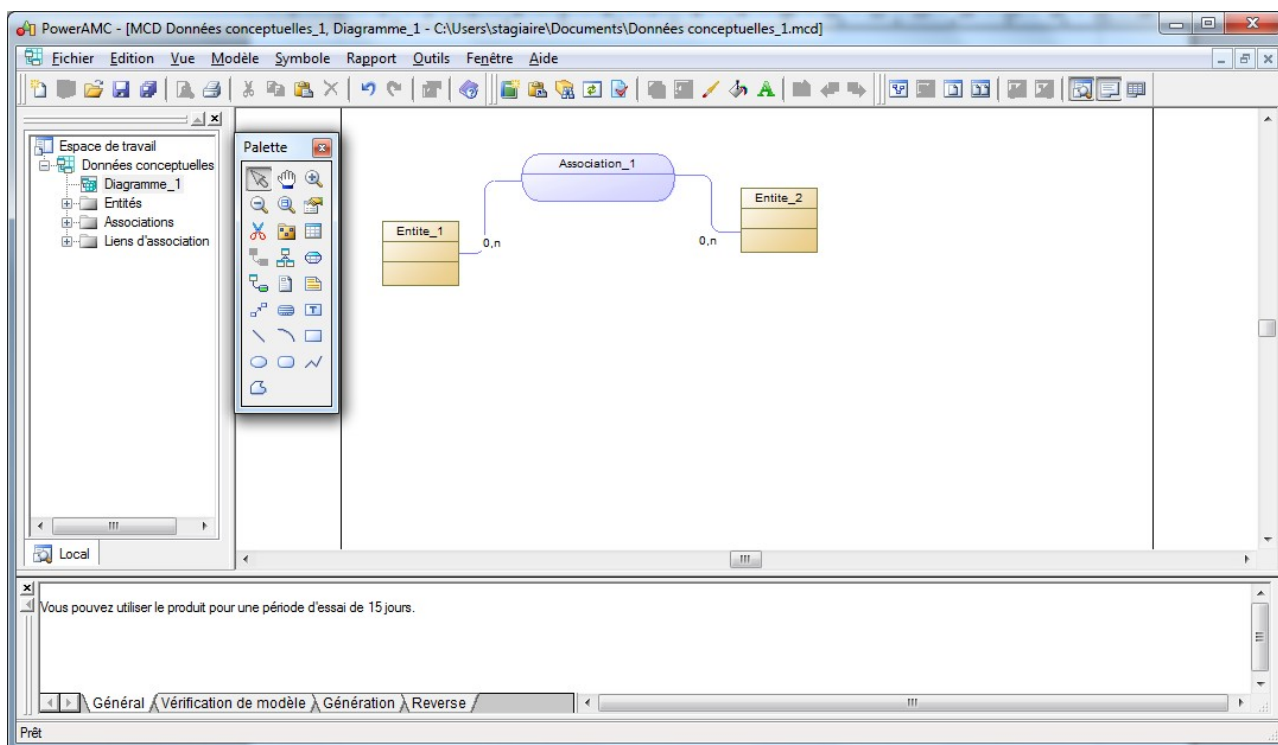 PowerAMC - [MCD Données conceptuelles_1, Diagramme_1 - C:\Users\stagiaire\Documents\Données conceptuelles_1.mcd]
Fichier Edition Vue Modèle Symbole Rapport Outils Fenêtre Aide
Espace de travail
Données conceptuelles
Diagramme_1
Entités
Associations
Liens d'association
Local
Palette
Association_1
Entite_1
0,n
0,n
Entite_2
Vous pouvez utiliser le produit pour une période d'essai de 15 jours.
Général Vérification de modèle Génération Reverse
Prêt